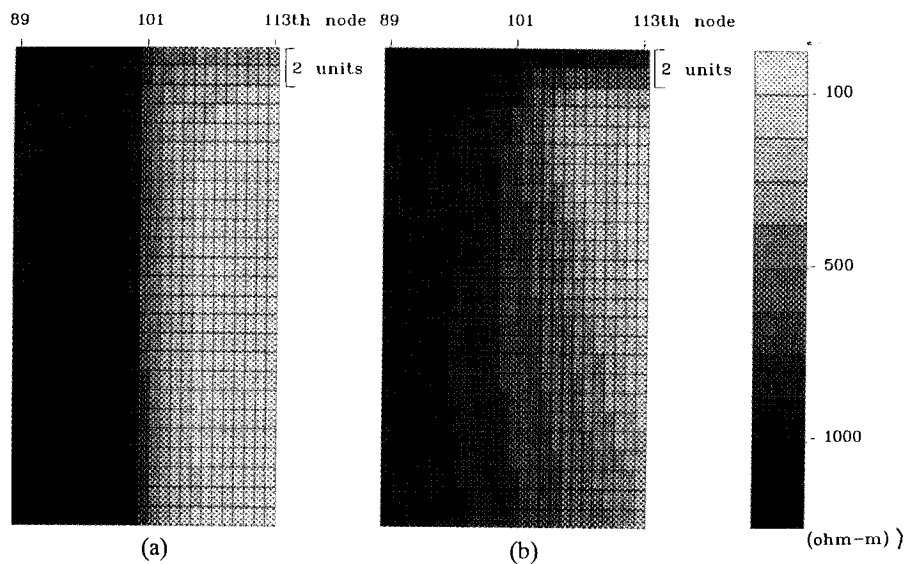 89 101 113th node 89 101 113th node
2 units 2 units
100
500
1000
(ohm-m)
(a) (b)